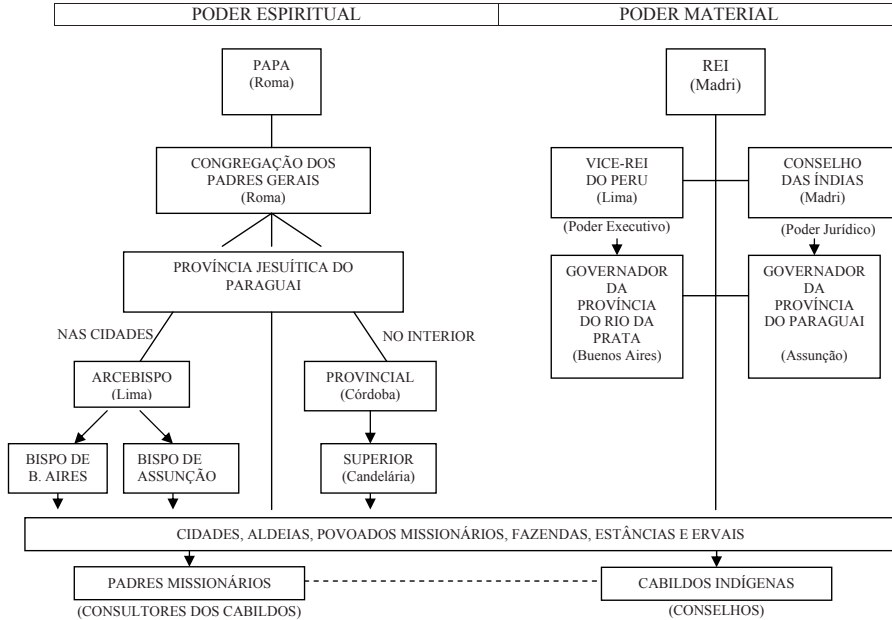 PODER ESPIRITUAL
PODER MATERIAL
PAPA
(Roma)
REI
(Madri)
CONGREGAÇÃO DOS
PADRES GERAIS
(Roma)
VICE-REI
DO PERU
(Lima)
CONSELHO
DAS ÍNDIAS
(Madri)
(Poder Executivo)
(Poder Jurídico)
PROVÍNCIA JESUÍTICA DO
PARAGUAI
GOVERNADOR
DA
PROVÍNCIA
DO RIO DA
PRATA
(Buenos Aires)
GOVERNADOR
DA
PROVÍNCIA
DO PARAGUAI
(Assunção)
NAS CIDADES
NO INTERIOR
ARCEBISPO
(Lima)
PROVINCIAL
(Córdoba)
BISPO DE
B. AIRES
BISPO DE
ASSUNÇÃO
SUPERIOR
(Candelária)
CIDADES, ALDEIAS, POVOADOS MISSIONÁRIOS, FAZENDAS, ESTÂNCIAS E ERVAIS
PADRES MISSIONÁRIOS
CABILDOS INDÍGENAS
(CONSULTORES DOS CABILDOS)
(CONSELHOS)